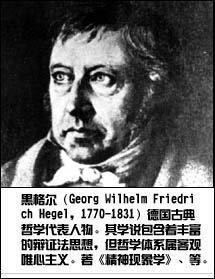 黑格尔（Georg Wilhelm Friedri
ch Hegel, 1770-1831）德国古典
哲学代表人物。其学说包含着丰富
的辩证法思想，但哲学体系属客观
唯心主义。著《精神现象学》、等。